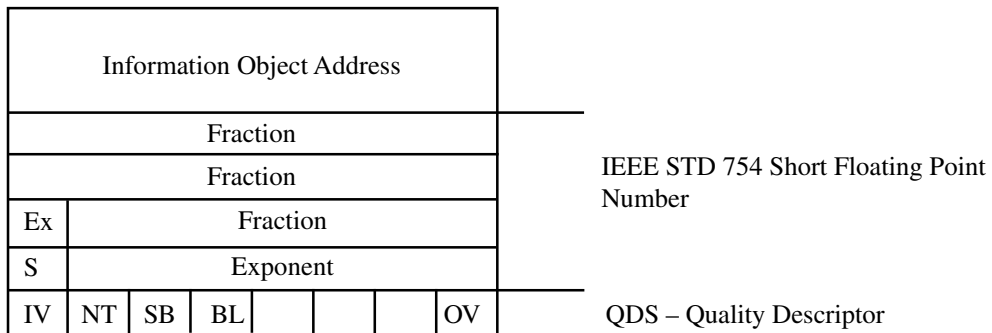 Information Object Address
Fraction
Fraction
IEEE STD 754 Short Floating Point
Number
Ex Fraction
S Exponent
IV NT SB BL OV QDS – Quality Descriptor